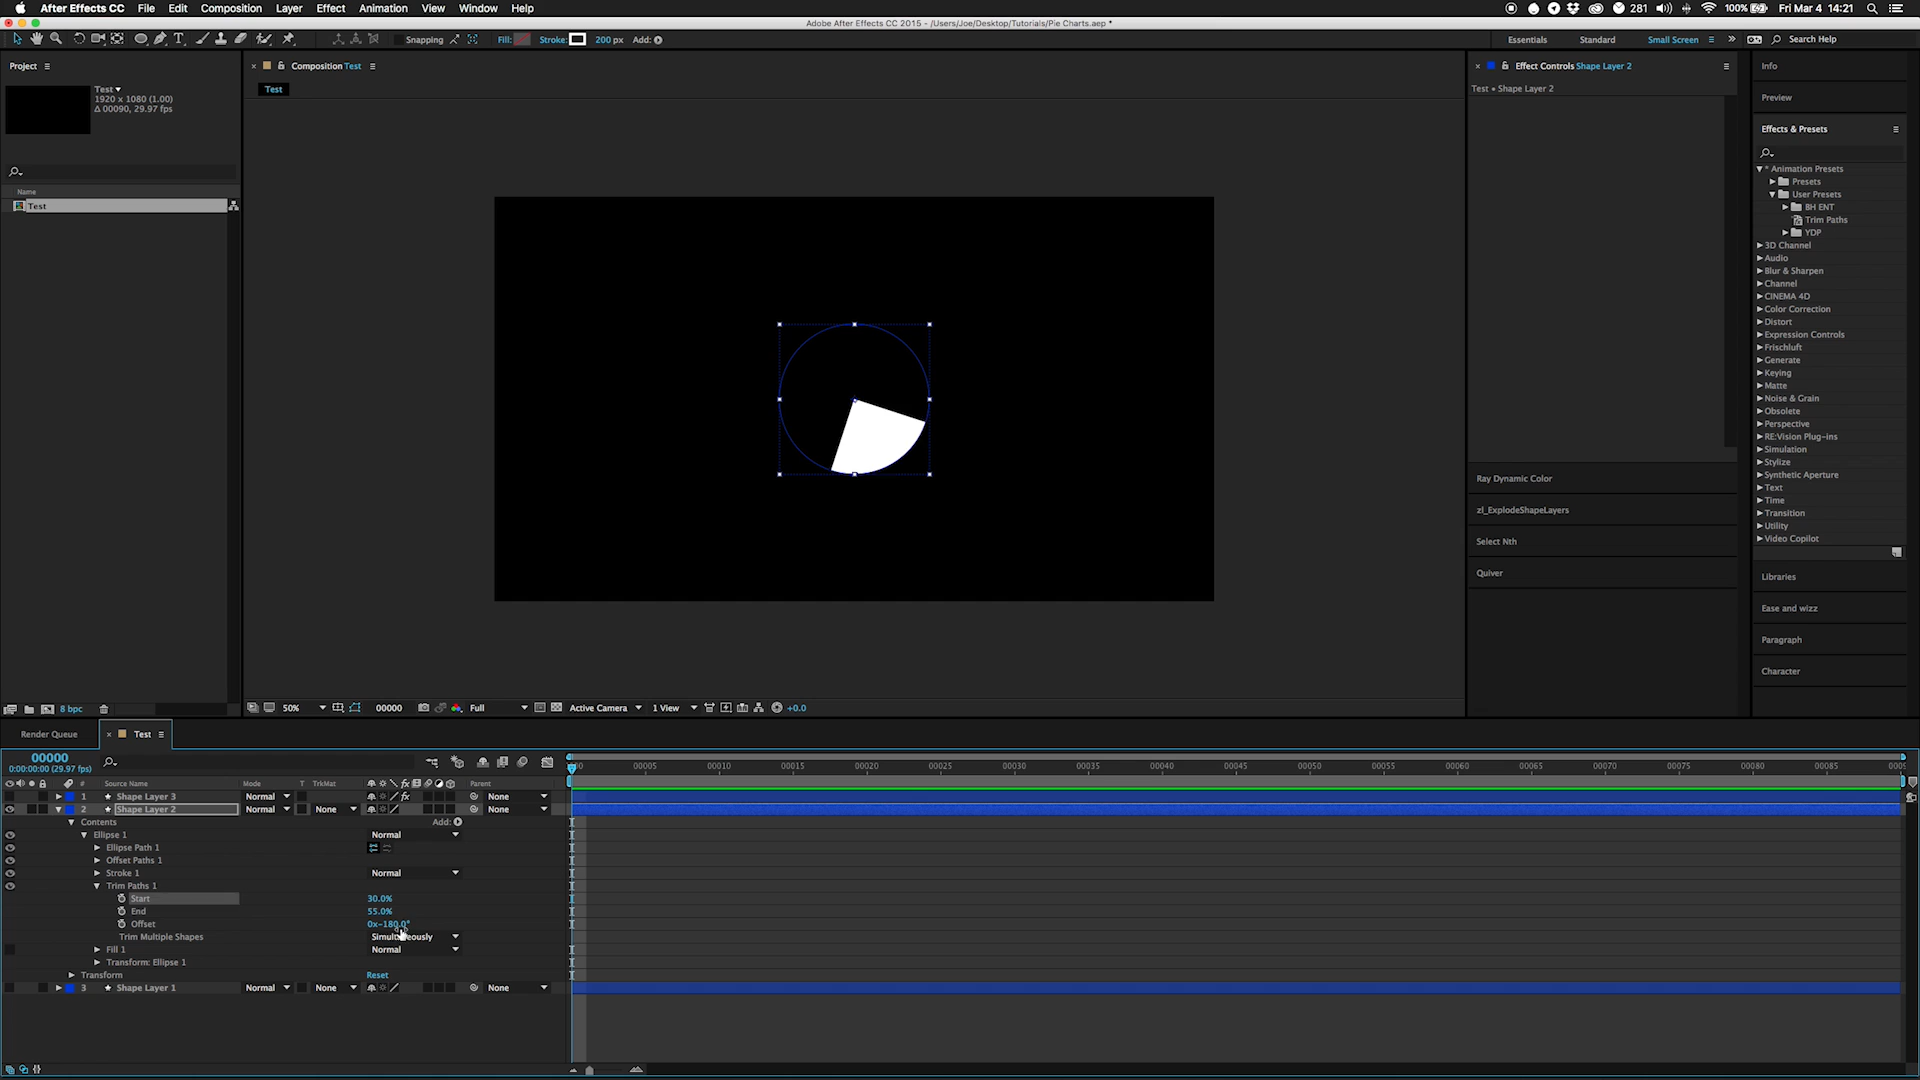 After Effects CC File Edit Composition Layer Effect Animation View Window Help 281 100% Fri Mar 4 14:21
Adobe After Effects CC 2015 - /Users/Joe/Desktop/Tutorials/Pie Charts.aep *
Snapping Fill: Stroke: 200 px Add: Essentials Standard Small Screen Search Help
Project
Composition Test
Effect Controls Shape Layer 2
Info
Test
1920 x 1080 (1.00)
Δ 00090, 29.97 fps
Test
Test • Shape Layer 2
Preview
Effects & Presets
Name
Test
* Animation Presets
Presets
User Presets
BH ENT
Trim Paths
YDP
3D Channel
Audio
Blur & Sharpen
Channel
CINEMA 4D
Color Correction
Distort
Expression Controls
Frischluft
Generate
Keying
Matte
Noise & Grain
Obsolete
Perspective
RE:Vision Plug-ins
Simulation
Stylize
Synthetic Aperture
Text
Time
Transition
Utility
Video Copilot
Ray Dynamic Color
zl_ExplodeShapeLayers
Select Nth
Quiver
Libraries
Ease and wizz
Paragraph
Character
8 bpc
50% 00000 Full Active Camera 1 View +0.0
Render Queue Test
00000
0:00:00:00 (29.97 fps)
00005 00010 00015 00020 00025 00030 00035 00040 00045 00050 00055 00060 00065 00070 00075 00080 00085
# Source Name Mode T TrkMat Parent
1 Shape Layer 3 Normal None
2 Shape Layer 2 Normal None None
Contents Add:
Ellipse 1 Normal
Ellipse Path 1
Offset Paths 1
Stroke 1 Normal
Trim Paths 1
Start 30.0%
End 55.0%
Offset 0x-180.0°
Trim Multiple Shapes Simultaneously
Fill 1 Normal
Transform: Ellipse 1
Transform Reset
3 Shape Layer 1 Normal None None